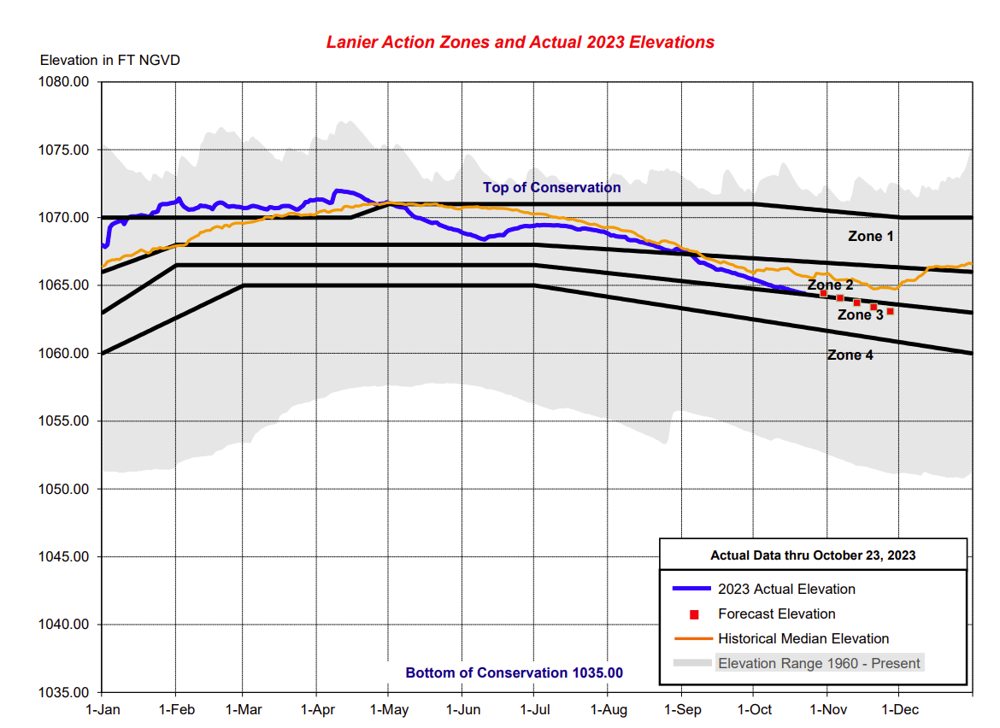 Lanier Action Zones and Actual 2023 Elevations
Elevation in FT NGVD
1080.00
1075.00
Top of Conservation
1070.00
Zone 1
1065.00
Zone 2
Zone 3
1060.00
Zone 4
1055.00
1050.00
1045.00
Actual Data thru October 23, 2023
2023 Actual Elevation
Forecast Elevation
1040.00
Historical Median Elevation
Elevation Range 1960 - Present
Bottom of Conservation 1035.00
1035.00
1-Jan 1-Feb 1-Mar 1-Apr 1-May 1-Jun 1-Jul 1-Aug 1-Sep 1-Oct 1-Nov 1-Dec